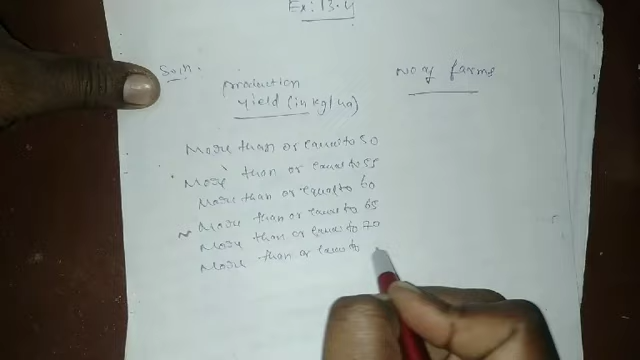 Ex: 13.4
Soln.
production
yield (in kg/ha)
No of farms
More than or equal to 50
More than or equal to 55
More than or equal to 60
More than or equal to 65
More than or equal to 70
More than or equal to